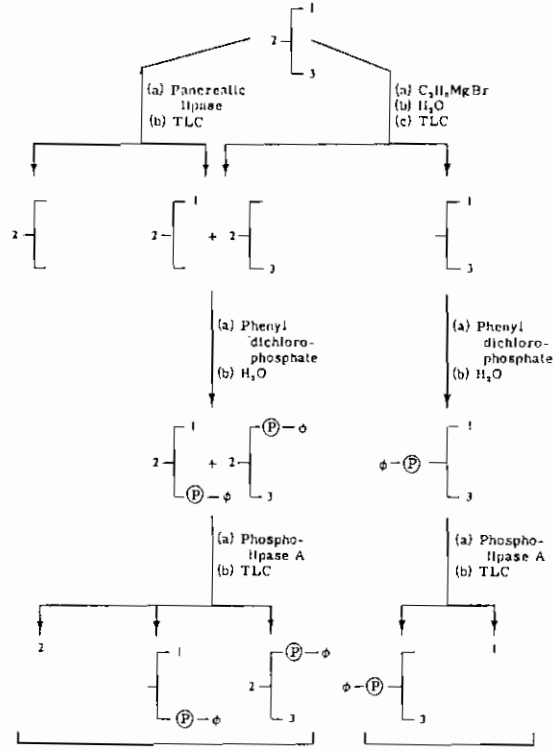 1
2
3
(a) Pancreatic
lipase
(b) TLC
(a) C₂H₅MgBr
(b) H₂O
(c) TLC
2
2 1 + 2 3
1
3
(a) Phenyl
dichloro-
phosphate
(b) H₂O
(a) Phenyl
dichloro-
phosphate
(b) H₂O
2 1 P–ϕ + 2 P–ϕ 3
ϕ–P 1 3
(a) Phospho-
lipase A
(b) TLC
(a) Phospho-
lipase A
(b) TLC
2
1
P–ϕ
P–ϕ
2
3
ϕ–P
3
1